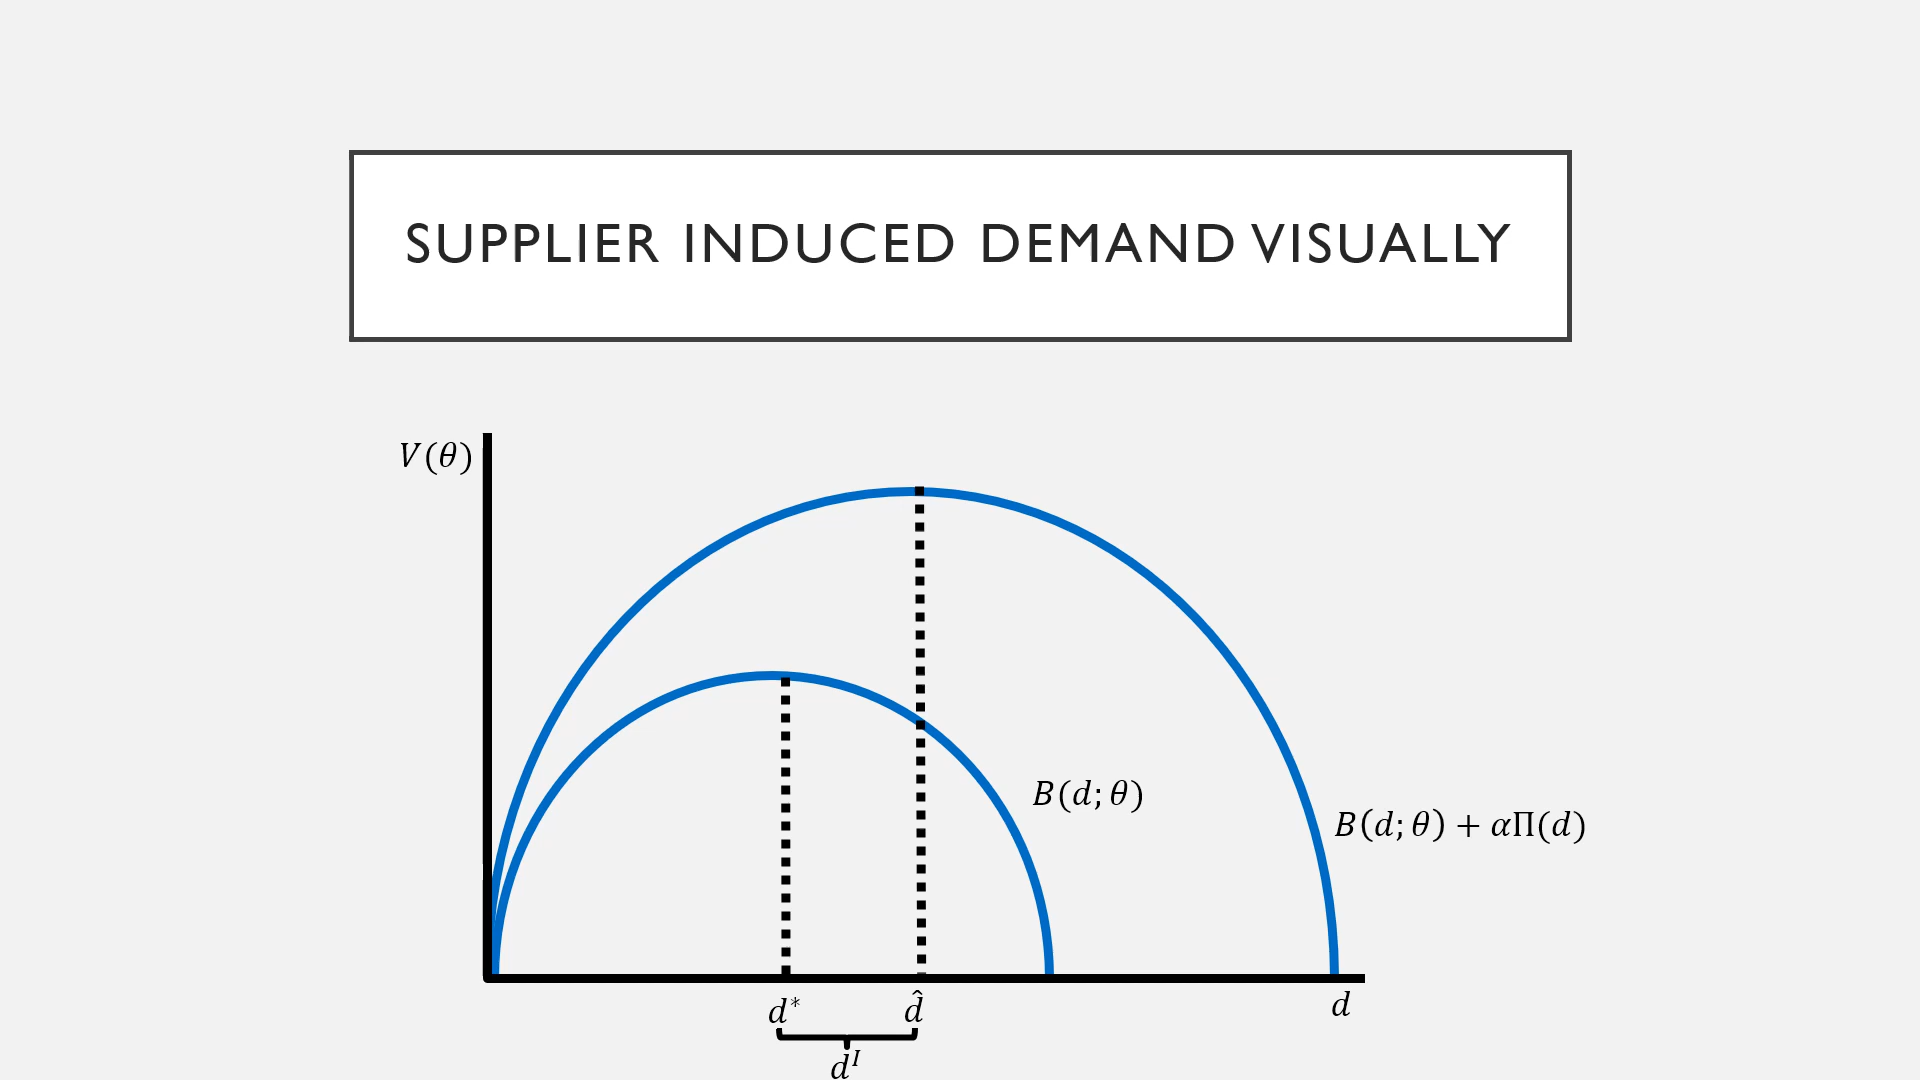 SUPPLIER INDUCED DEMAND VISUALLY
V(θ)
B(d; θ)
B(d; θ) + αΠ(d)
d* d̂ d
d^I